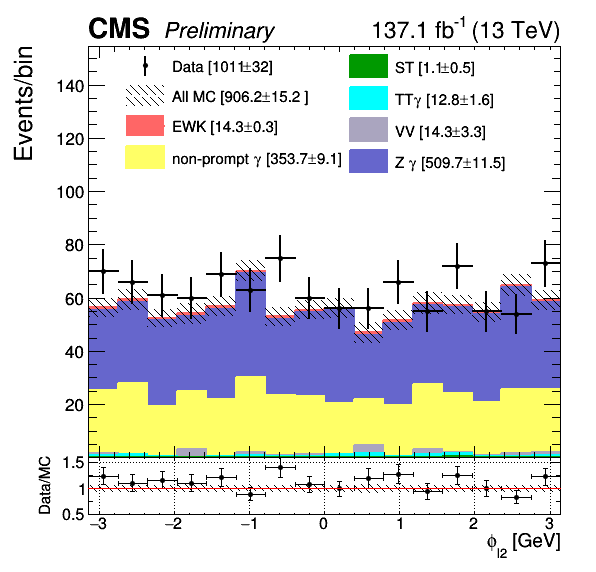 CMS Preliminary 137.1 fb⁻¹ (13 TeV)
Events/bin
Data [1011±32]
All MC [906.2±15.2 ]
EWK [14.3±0.3]
non-prompt γ [353.7±9.1]
ST [1.1±0.5]
TTγ [12.8±1.6]
VV [14.3±3.3]
Z γ [509.7±11.5]
140
120
100
80
60
40
20
Data/MC
1.5
1
0.5
−3 −2 −1 0 1 2 3
ϕl2 [GeV]